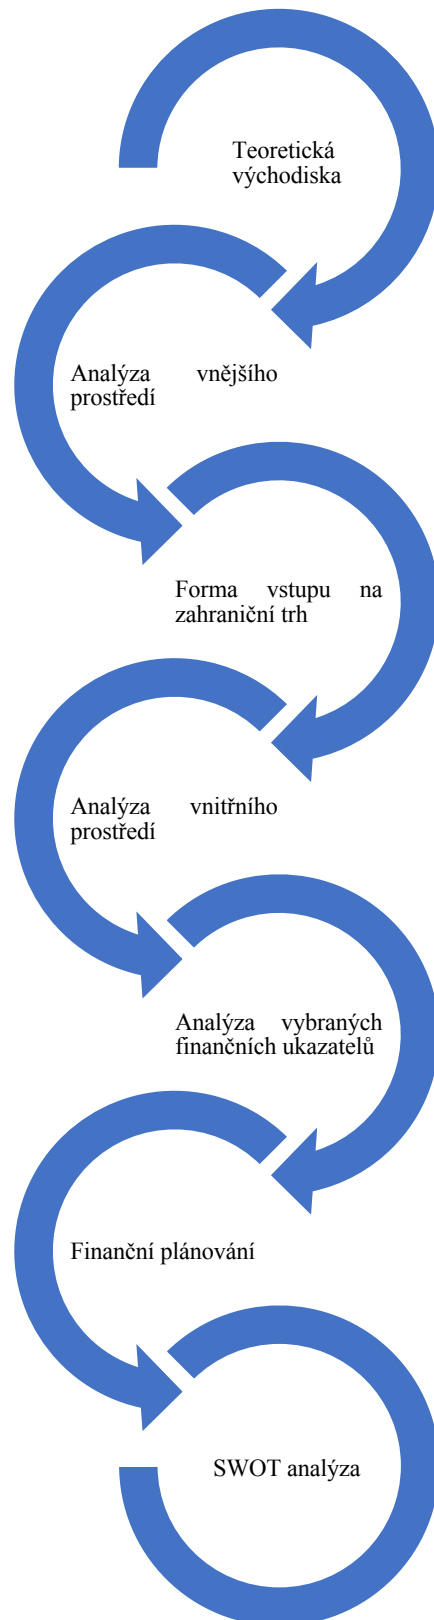 Teoretická
východiska
Analýza vnějšího
prostředí
Forma vstupu na
zahraniční trh
Analýza vnitřního
prostředí
Analýza vybraných
finančních ukazatelů
Finanční plánování
SWOT analýza